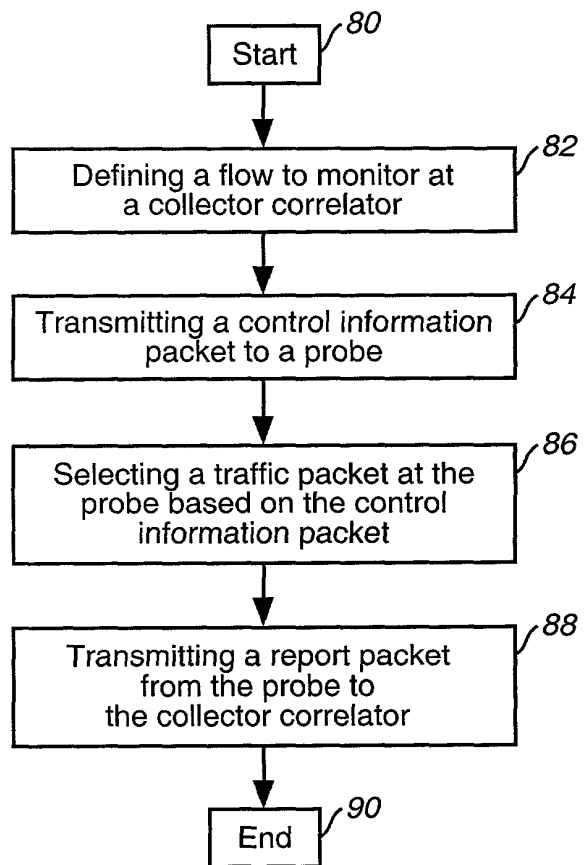 80
Start
82
Defining a flow to monitor at
a collector correlator
84
Transmitting a control information
packet to a probe
86
Selecting a traffic packet at the
probe based on the control
information packet
88
Transmitting a report packet
from the probe to
the collector correlator
90
End